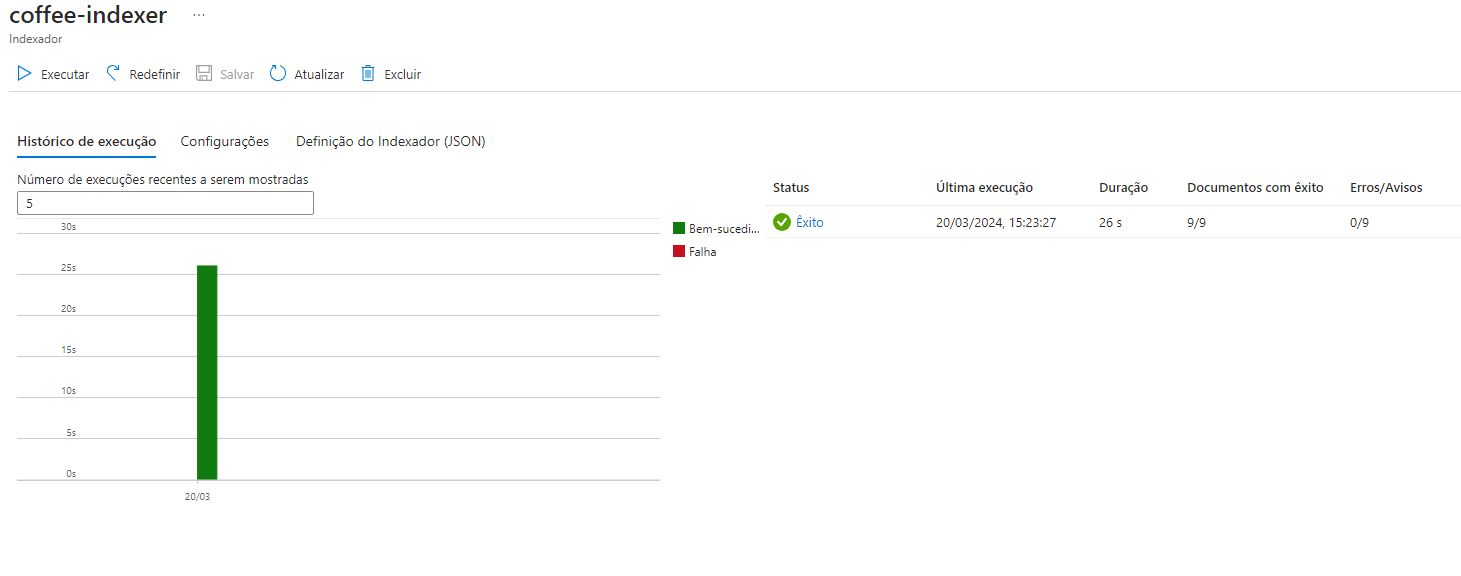 coffee-indexer ...
Indexador
Executar Redefinir Salvar Atualizar Excluir
Histórico de execução Configurações Definição do Indexador (JSON)
Número de execuções recentes a serem mostradas
5
30s
25s
20s
15s
10s
5s
0s
20/03
Bem-sucedi...
Falha
Status Última execução Duração Documentos com êxito Erros/Avisos
Êxito 20/03/2024, 15:23:27 26 s 9/9 0/9